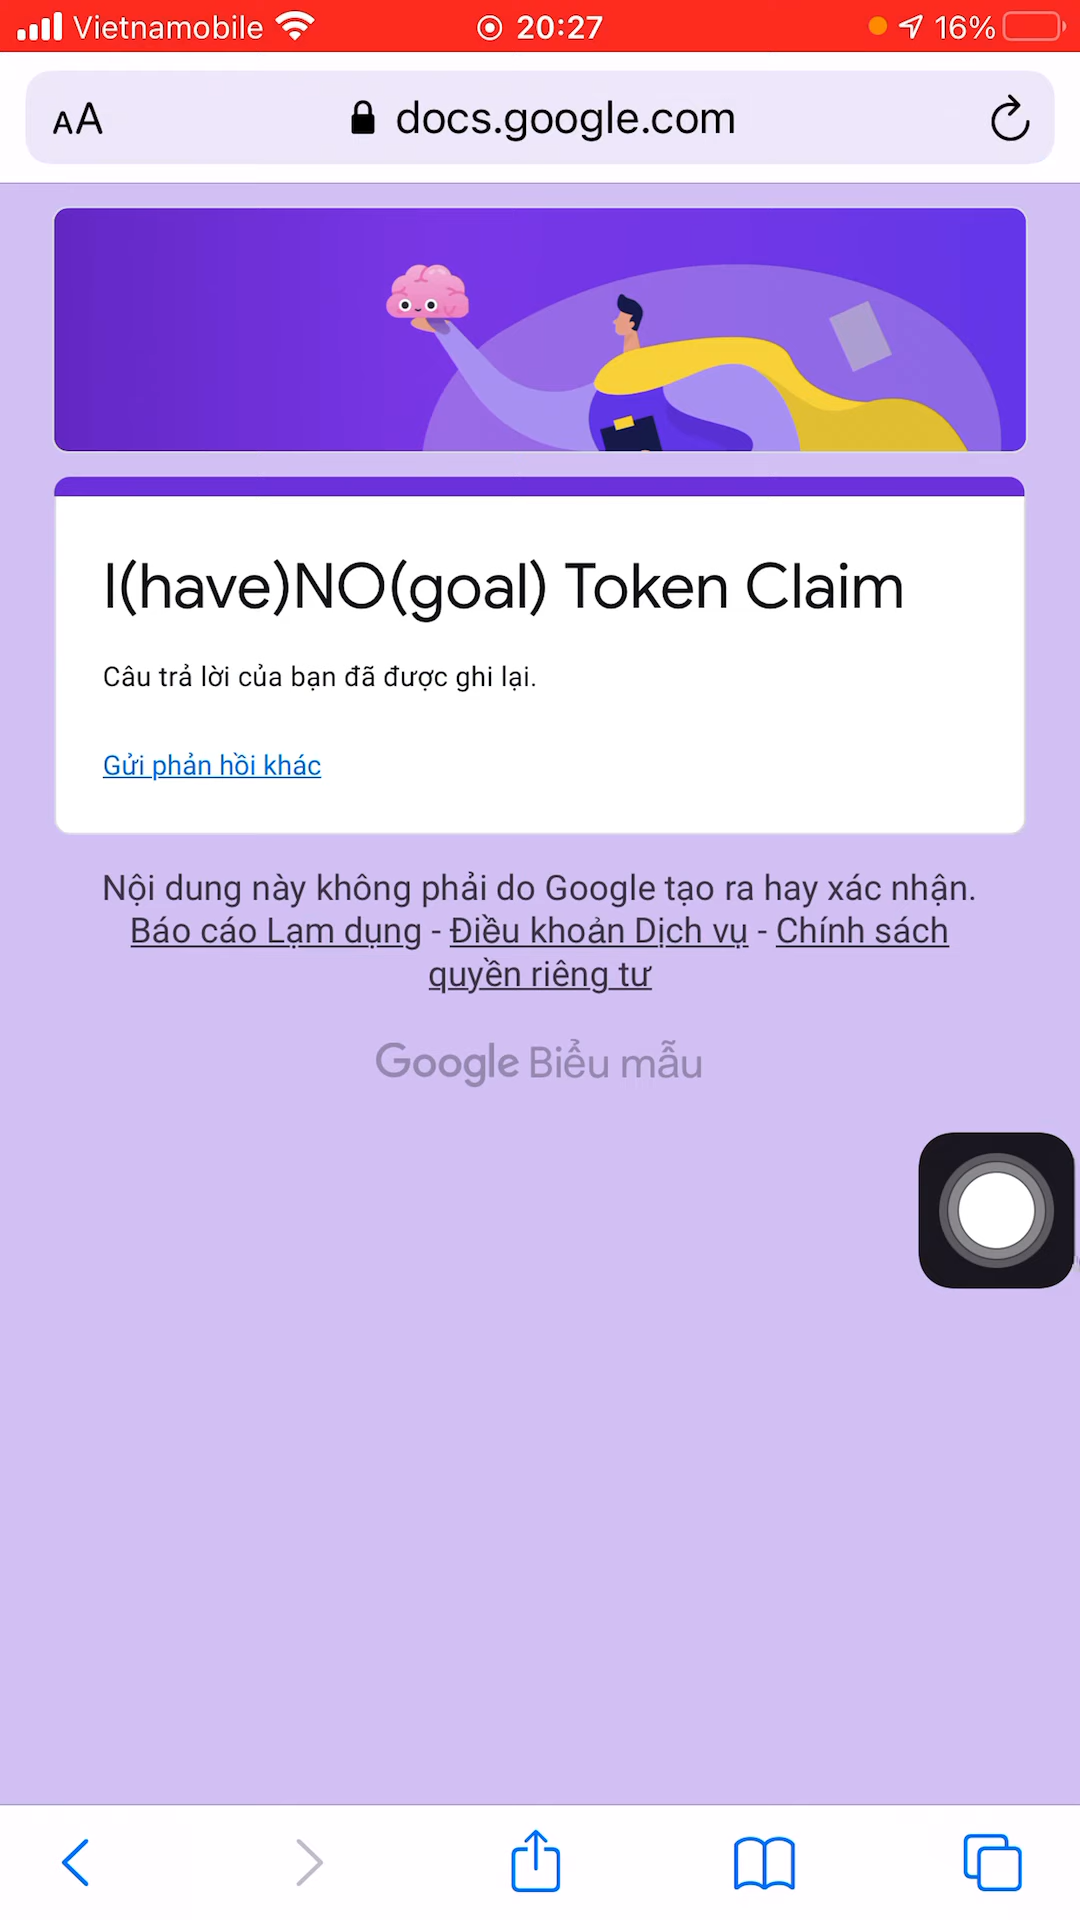 Vietnamobile 20:27 16%
AA docs.google.com
I(have)NO(goal) Token Claim
Câu trả lời của bạn đã được ghi lại.
Gửi phản hồi khác
Nội dung này không phải do Google tạo ra hay xác nhận.
Báo cáo Lạm dụng - Điều khoản Dịch vụ - Chính sách
quyền riêng tư
Google Biểu mẫu